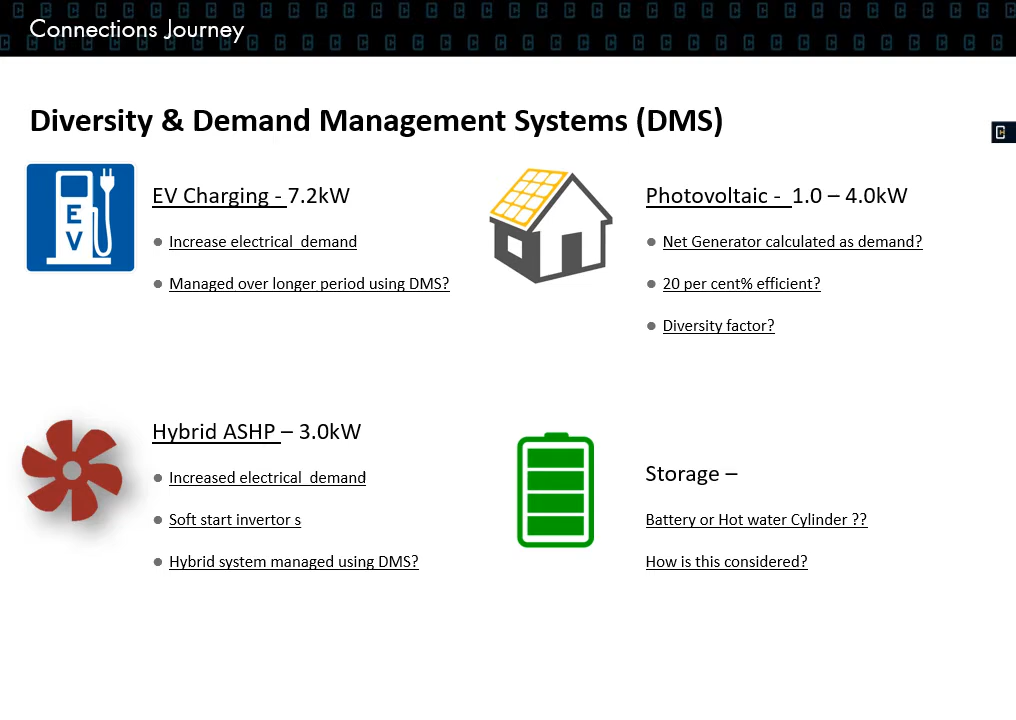 Connections Journey
Diversity & Demand Management Systems (DMS)
EV
EV Charging - 7.2kW
Increase electrical demand
Managed over longer period using DMS?
Photovoltaic - 1.0 – 4.0kW
Net Generator calculated as demand?
20 per cent% efficient?
Diversity factor?
Hybrid ASHP – 3.0kW
Increased electrical demand
Soft start invertor s
Hybrid system managed using DMS?
Storage –
Battery or Hot water Cylinder ??
How is this considered?